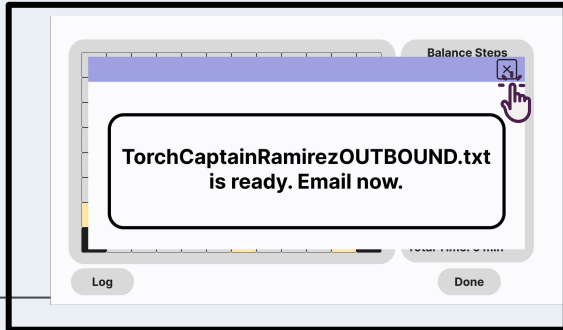 Balance Steps
TorchCaptainRamirezOUTBOUND.txt
is ready. Email now.
Log
Done